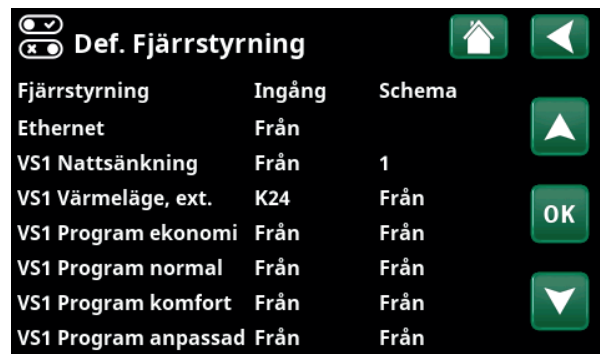 Def. Fjärrstyrning
Fjärrstyrning Ingång Schema
Ethernet Från
VS1 Nattsänkning Från 1
VS1 Värmeläge, ext. K24 Från
OK
VS1 Program ekonomi Från Från
VS1 Program normal Från Från
VS1 Program komfort Från Från
VS1 Program anpassad Från Från